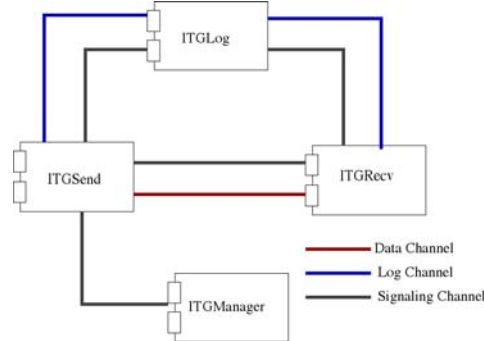 ITGLog
ITGSend
ITGRecv
Data Channel
Log Channel
Signaling Channel
ITGManager